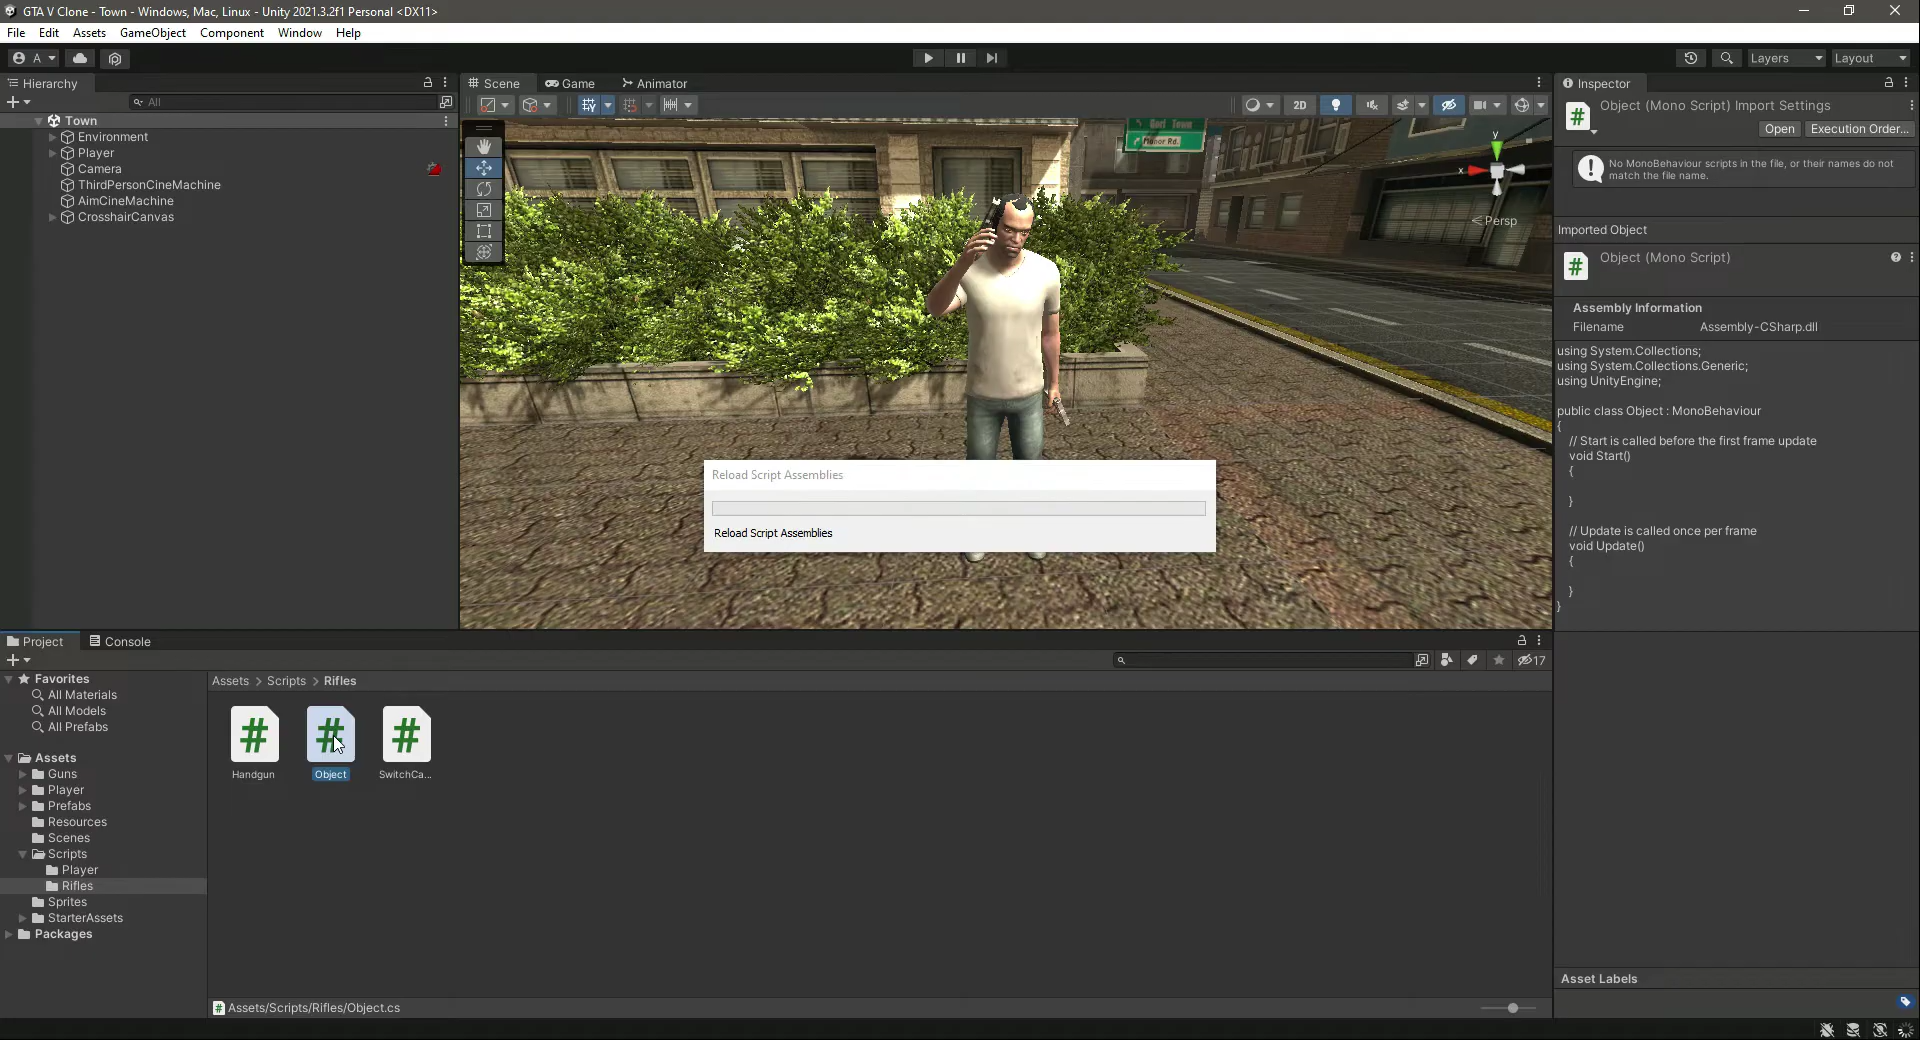 GTA V Clone - Town - Windows, Mac, Linux - Unity 2021.3.2f1 Personal <DX11>
File Edit Assets GameObject Component Window Help
A
Layers
Layout
Hierarchy
All
Town
Environment
Player
Camera
ThirdPersonCineMachine
AimCineMachine
CrosshairCanvas
Scene Game Animator
2D
Manor Rd.
y
x
Persp
Reload Script Assemblies
Reload Script Assemblies
Inspector
Object (Mono Script) Import Settings
Open Execution Order...
No MonoBehaviour scripts in the file, or their names do not
match the file name.
Imported Object
Object (Mono Script)
Assembly Information
Filename Assembly-CSharp.dll
using System.Collections;
using System.Collections.Generic;
using UnityEngine;
public class Object : MonoBehaviour
{
// Start is called before the first frame update
void Start()
{
}
// Update is called once per frame
void Update()
{
}
}
Asset Labels
Project Console
17
Favorites
All Materials
All Models
All Prefabs
Assets
Guns
Player
Prefabs
Resources
Scenes
Scripts
Player
Rifles
Sprites
StarterAssets
Packages
Assets > Scripts > Rifles
Handgun
Object
SwitchCa...
Assets/Scripts/Rifles/Object.cs